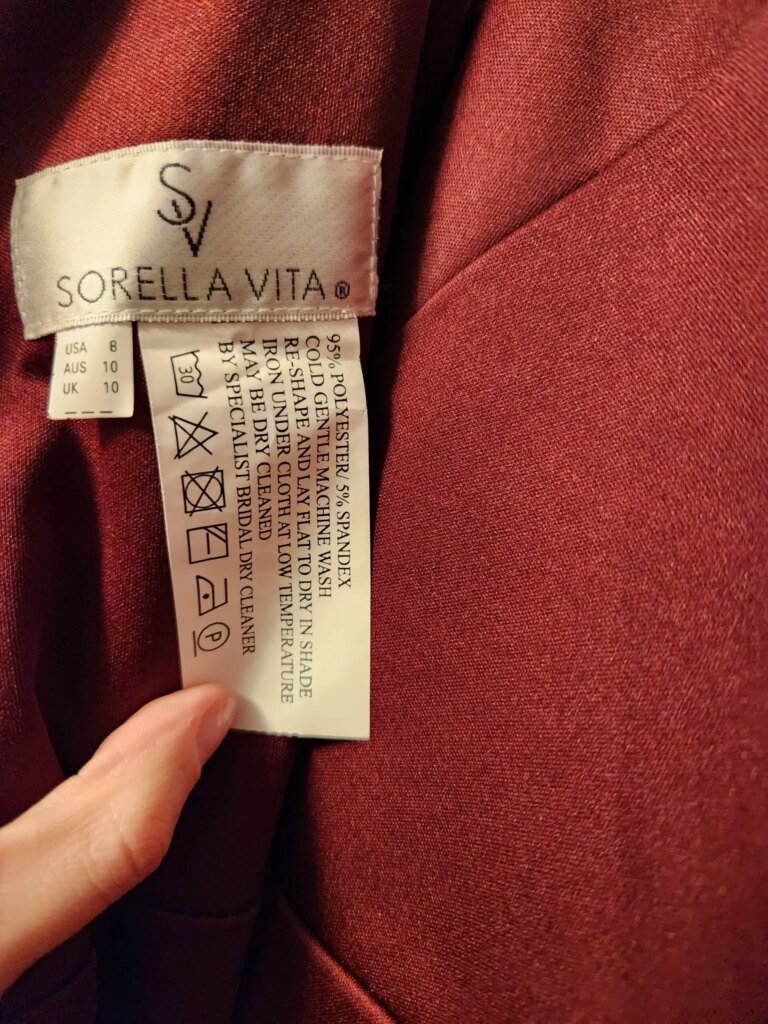 SV
SORELLA VITA®
USA 8
AUS 10
UK 10
95% POLYESTER/ 5% SPANDEX
COLD GENTLE MACHINE WASH
RE-SHAPE AND LAY FLAT TO DRY IN SHADE
IRON UNDER CLOTH AT LOW TEMPERATURE
MAY BE DRY CLEANED
BY SPECIALIST BRIDAL DRY CLEANER
30
P